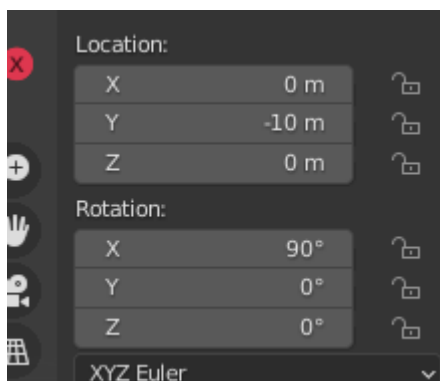 X
Location:
X 0 m
Y -10 m
Z 0 m
Rotation:
X 90°
Y 0°
Z 0°
XYZ Euler